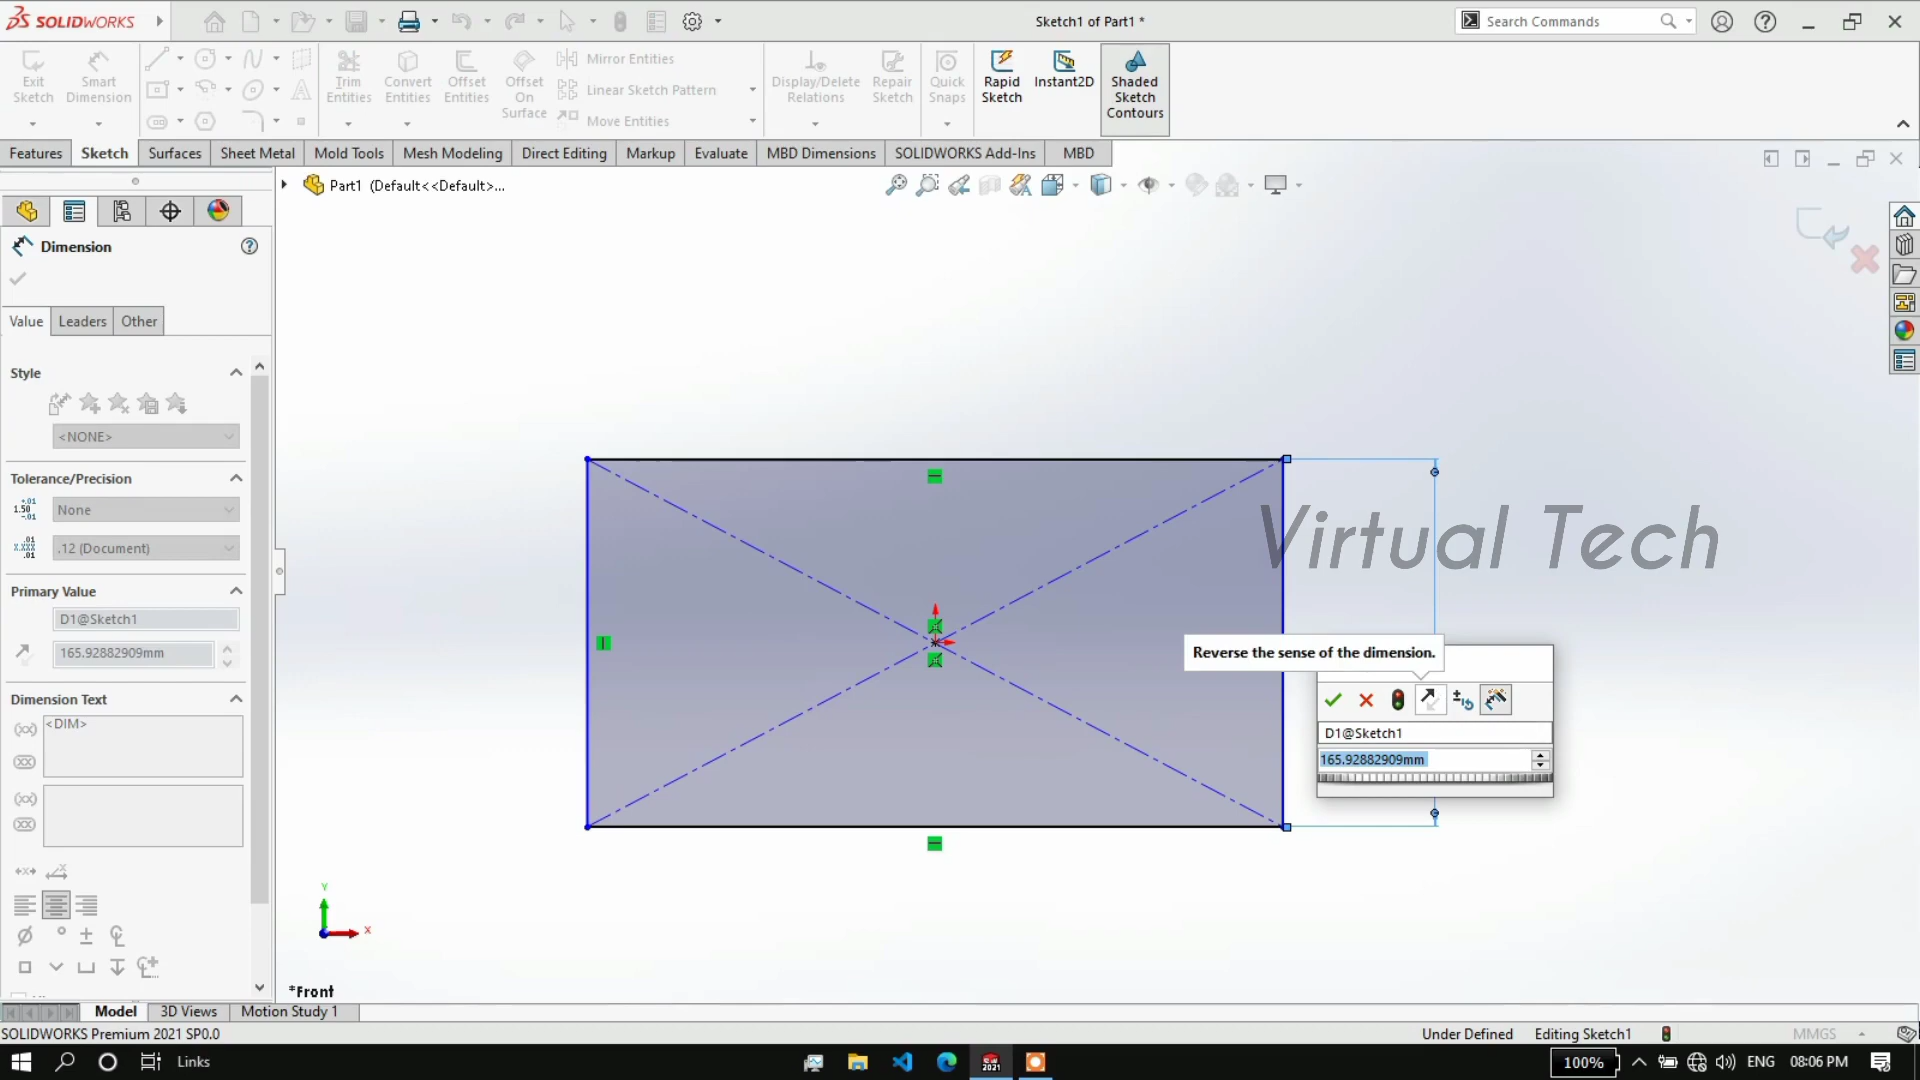 SOLIDWORKS
Sketch1 of Part1 *
Search Commands
Exit Sketch
Smart Dimension
Trim Entities
Convert Entities
Offset Entities
Offset On Surface
Mirror Entities
Linear Sketch Pattern
Move Entities
Display/Delete Relations
Repair Sketch
Quick Snaps
Rapid Sketch
Instant2D
Shaded Sketch Contours
Features
Sketch
Surfaces
Sheet Metal
Mold Tools
Mesh Modeling
Direct Editing
Markup
Evaluate
MBD Dimensions
SOLIDWORKS Add-Ins
MBD
Part1 (Default<<Default>...
Dimension
Value
Leaders
Other
Style
<NONE>
Tolerance/Precision
None
.12 (Document)
Primary Value
D1@Sketch1
165.92882909mm
Dimension Text
<DIM>
Virtual Tech
Reverse the sense of the dimension.
D1@Sketch1
165.92882909mm
Y
X
*Front
Model
3D Views
Motion Study 1
SOLIDWORKS Premium 2021 SP0.0
Under Defined
Editing Sketch1
MMGS
Links
100%
ENG
08:06 PM